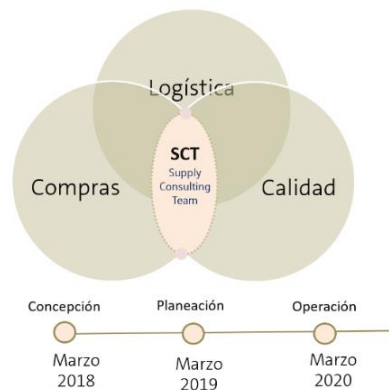 Logística
SCT
Supply
Consulting
Team
Compras
Calidad
Concepción
Planeación
Operación
Marzo
2018
Marzo
2019
Marzo
2020